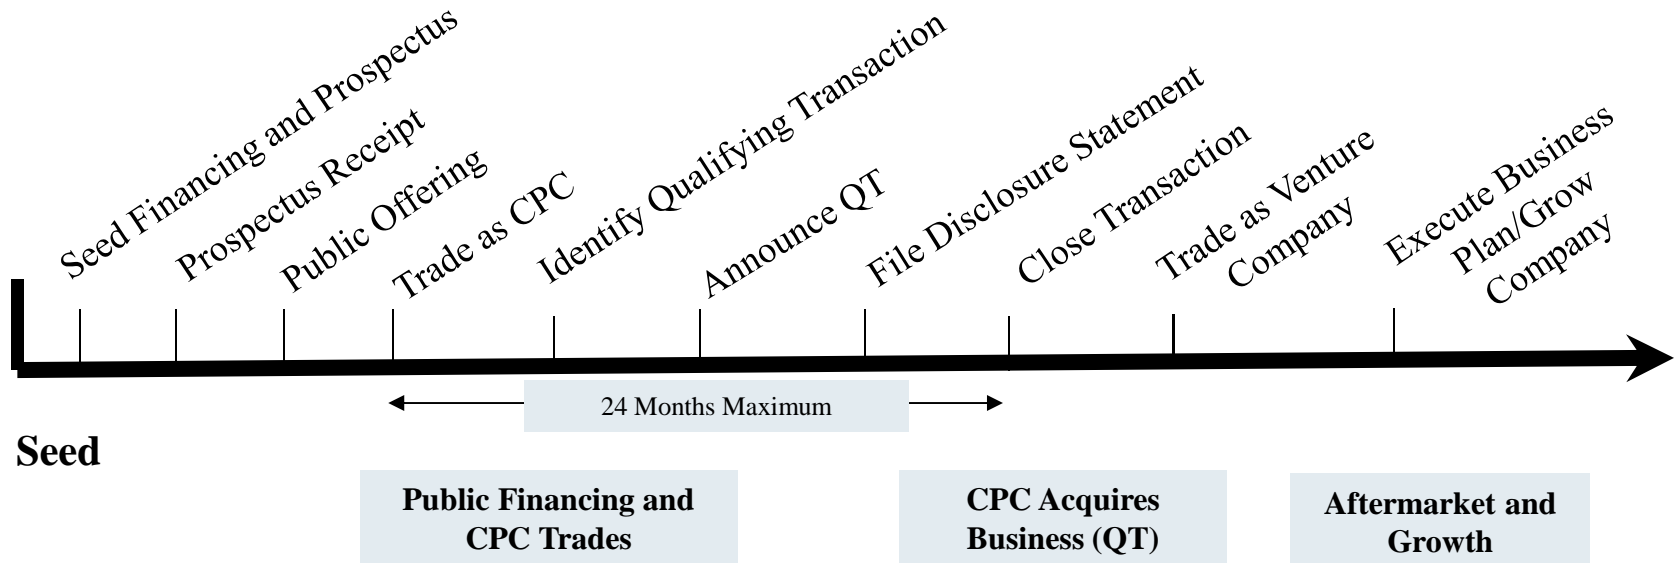 Seed Financing and Prospectus
Prospectus Receipt
Public Offering
Trade as CPC
Identify Qualifying Transaction
Announce QT
File Disclosure Statement
Close Transaction
Trade as Venture
Company
Execute Business
Plan/Grow
Company
24 Months Maximum
Seed
Public Financing and
CPC Trades
CPC Acquires
Business (QT)
Aftermarket and
Growth